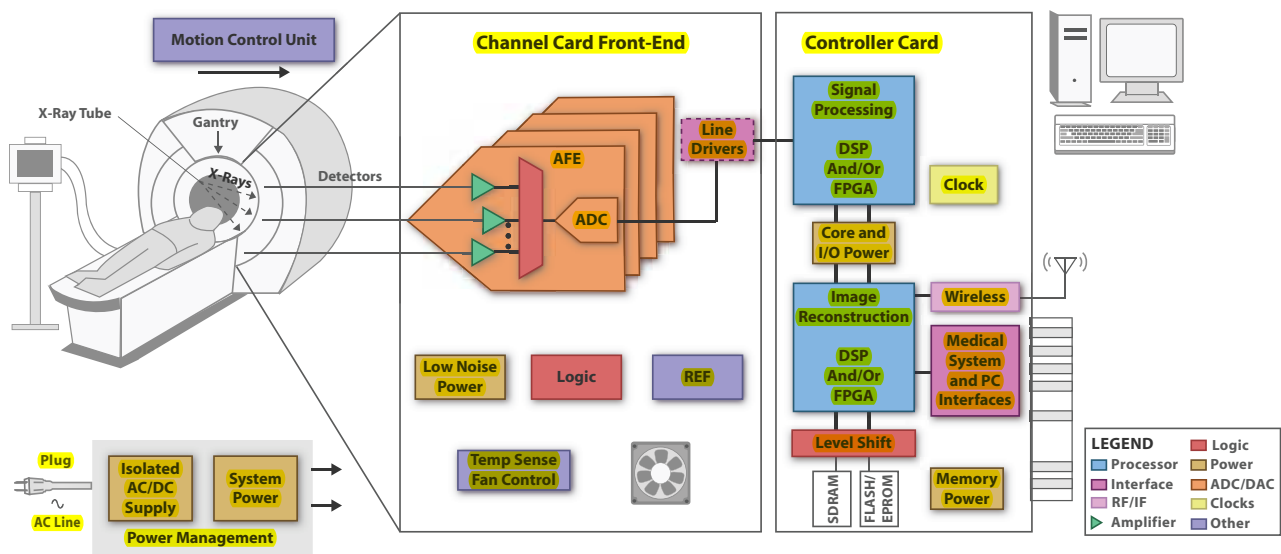 Motion Control Unit
X-Ray Tube
Gantry
X-Rays
Detectors
Channel Card Front-End
AFE
ADC
Line
Drivers
Low Noise
Power
Logic
REF
Temp Sense
Fan Control
Plug
AC Line
Isolated
AC/DC
Supply
System
Power
Power Management
Controller Card
Signal
Processing
DSP
And/Or
FPGA
Clock
Core and
I/O Power
Image
Reconstruction
DSP
And/Or
FPGA
Wireless
Medical
System
and PC
Interfaces
Level Shift
SDRAM
FLASH/
EPROM
Memory
Power
LEGEND
Processor
Interface
RF/IF
Amplifier
Logic
Power
ADC/DAC
Clocks
Other